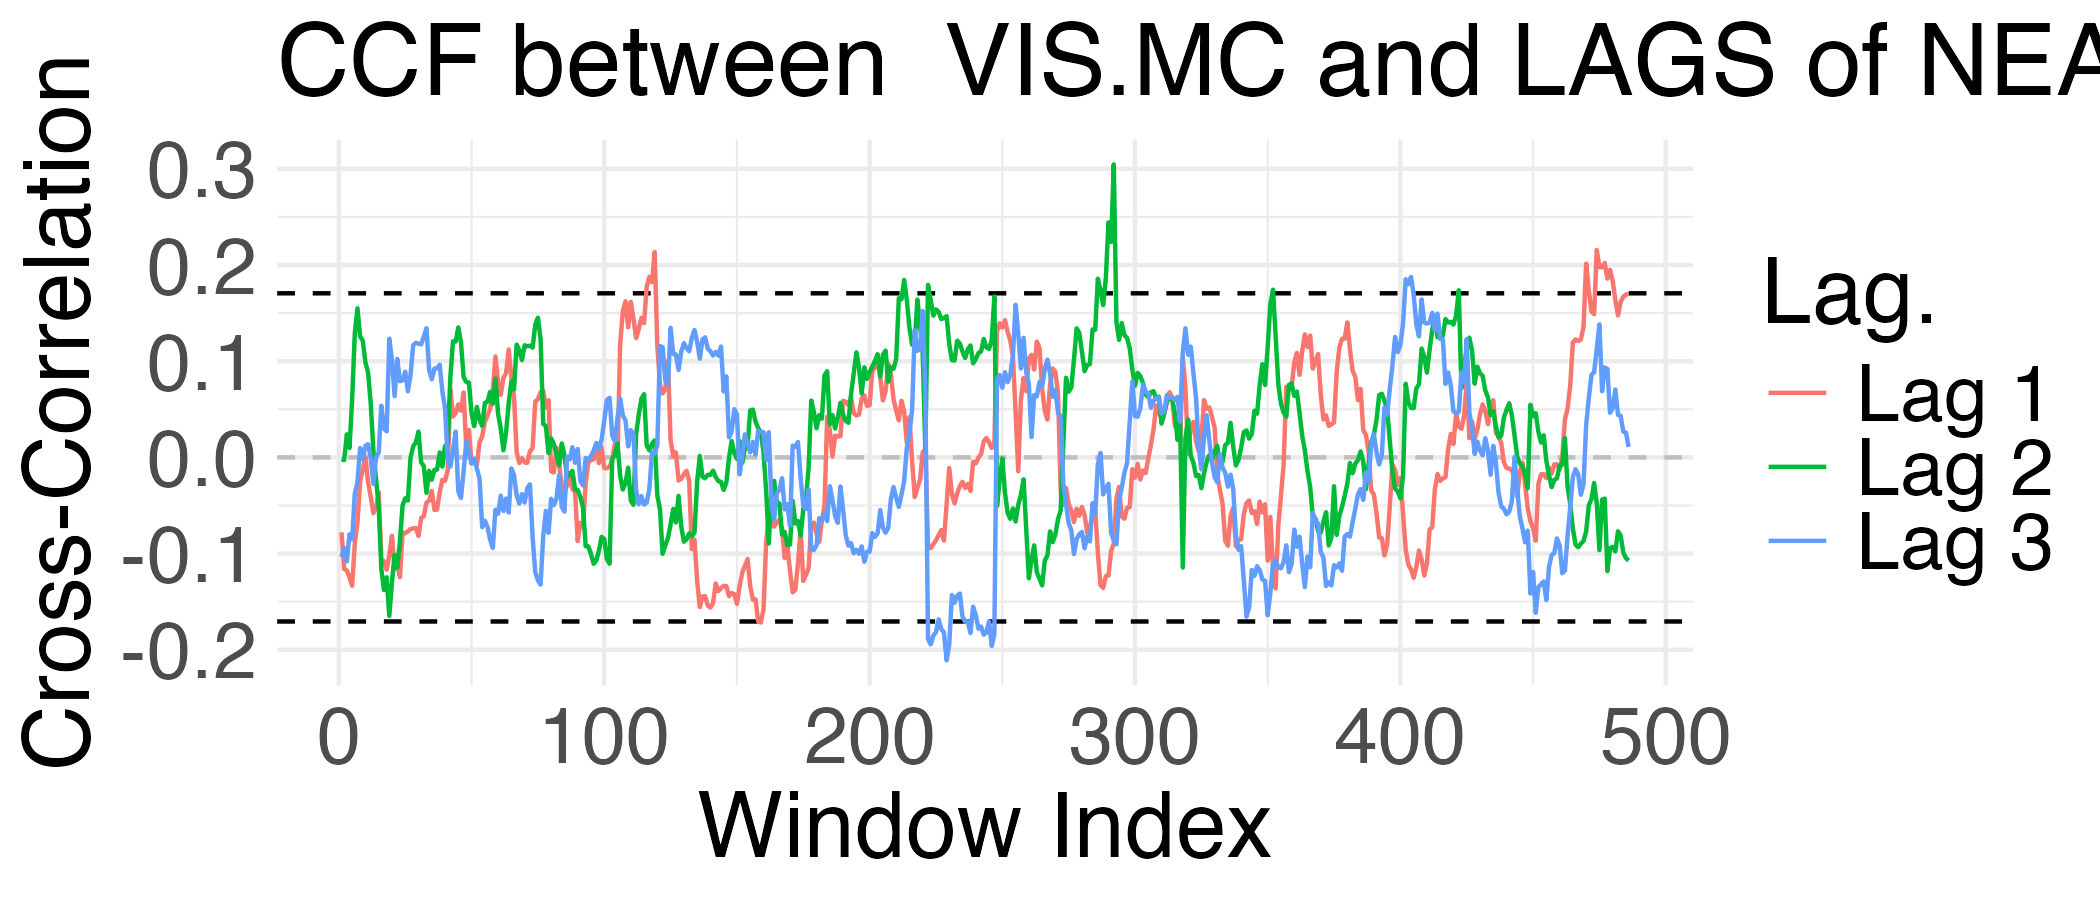 CCF between  VIS.MC and LAGS of NEA
Cross-Correlation
0.3
0.2
0.1
0.0
-0.1
-0.2
0 100 200 300 400 500
Window Index
Lag.
Lag 1
Lag 2
Lag 3